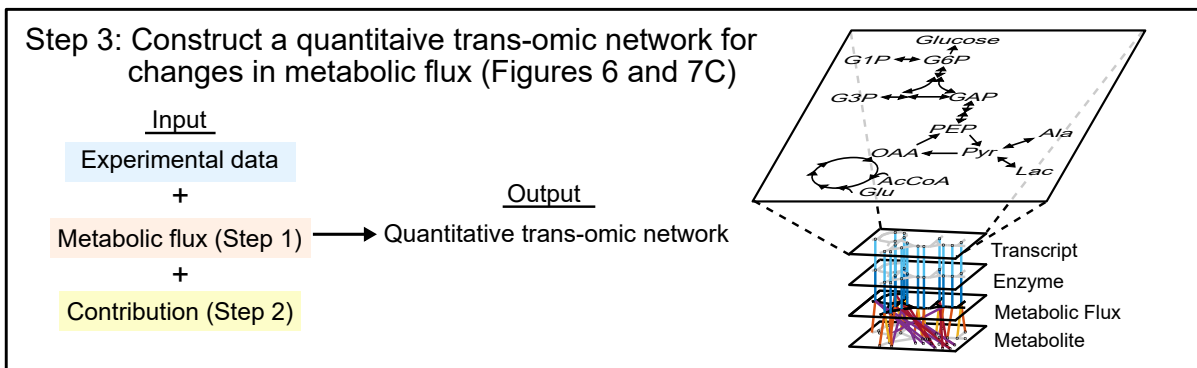 Step 3: Construct a quantitaive trans-omic network for
changes in metabolic flux (Figures 6 and 7C)
Input
Experimental data
+
Metabolic flux (Step 1)
+
Contribution (Step 2)
Output
Quantitative trans-omic network
Glucose
G1P G6P
G3P GAP
PEP
OAA Pyr Ala
Lac
AcCoA
Glu
Transcript
Enzyme
Metabolic Flux
Metabolite